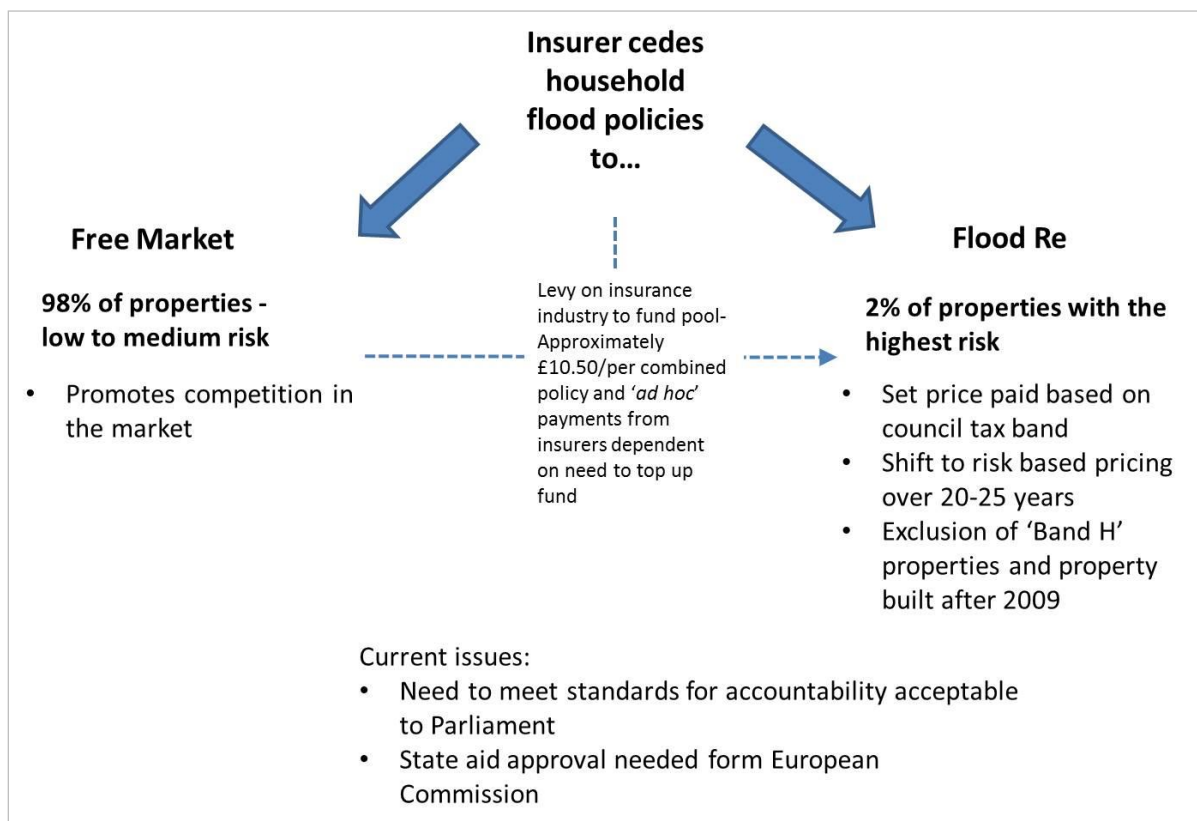 Insurer cedes
household
flood policies
to...
Free Market
98% of properties -
low to medium risk
• Promotes competition in
the market
Levy on insurance
industry to fund pool-
Approximately
£10.50/per combined
policy and ‘ad hoc’
payments from
insurers dependent
on need to top up
fund
Flood Re
2% of properties with the
highest risk
• Set price paid based on
council tax band
• Shift to risk based pricing
over 20-25 years
• Exclusion of ‘Band H’
properties and property
built after 2009
Current issues:
• Need to meet standards for accountability acceptable
to Parliament
• State aid approval needed form European
Commission